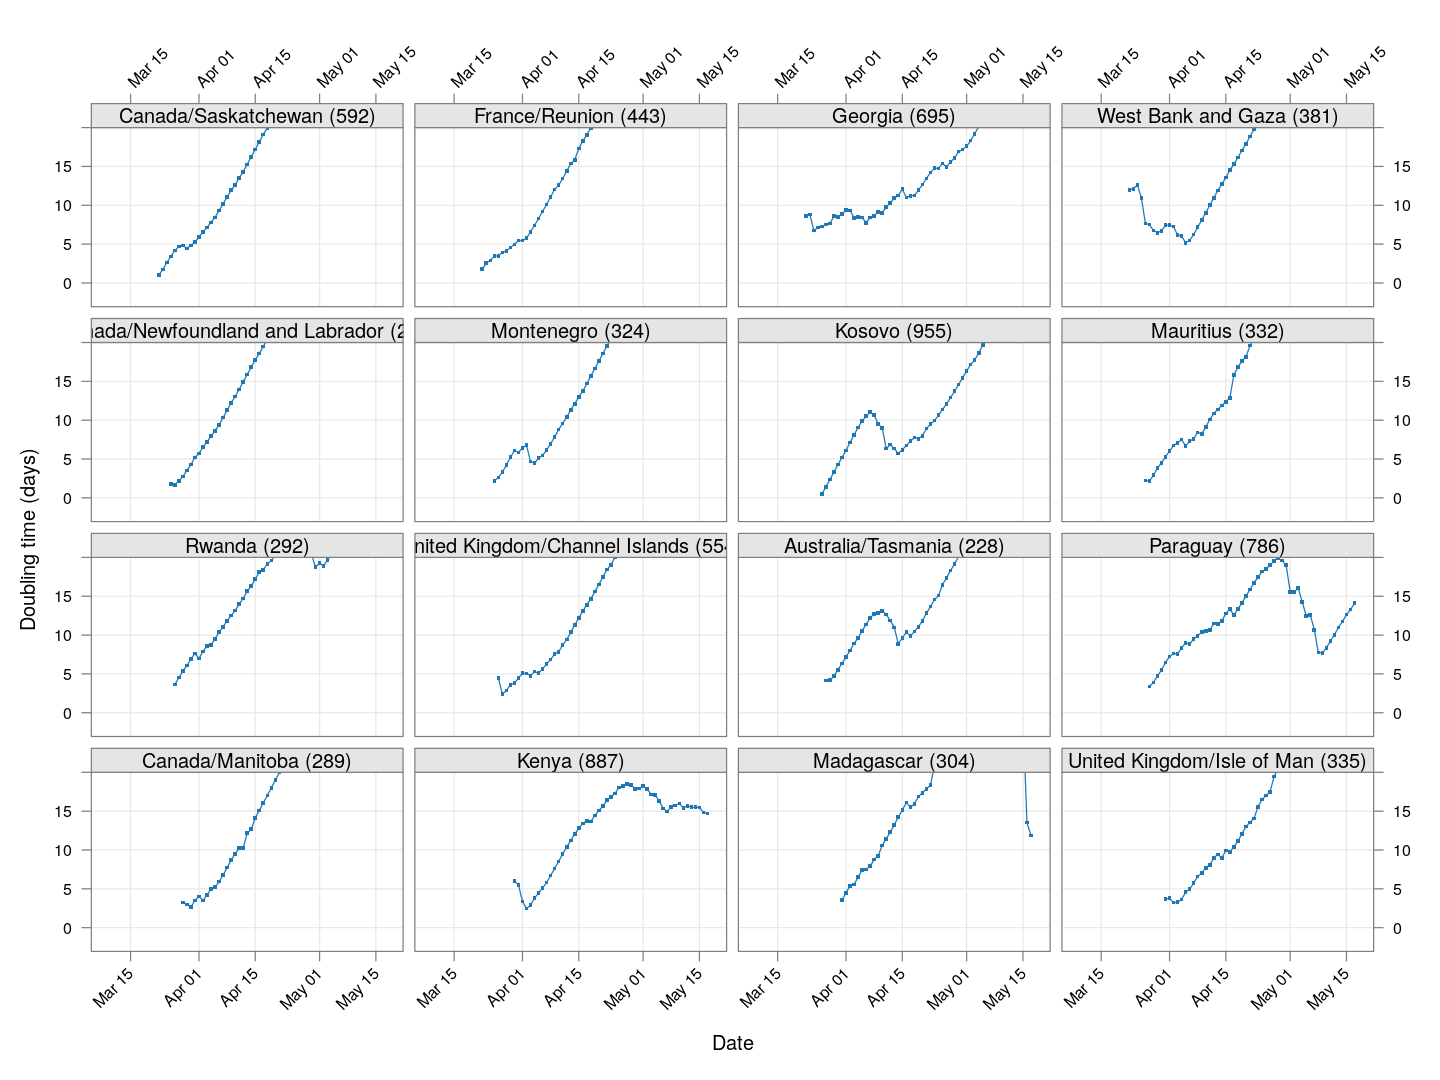 Mar 15 Apr 01 Apr 15 May 01 May 15 Mar 15 Apr 01 Apr 15 May 01 May 15 Mar 15 Apr 01 Apr 15 May 01 May 15 Mar 15 Apr 01 Apr 15 May 01 May 15
Canada/Saskatchewan (592) France/Reunion (443) Georgia (695) West Bank and Gaza (381)
15 15
10 10
5 5
0 0
nada/Newfoundland and Labrador (2 Montenegro (324) Kosovo (955) Mauritius (332)
15 15
10 10
5 5
0 0
Doubling time (days)
Rwanda (292) nited Kingdom/Channel Islands (554 Australia/Tasmania (228) Paraguay (786)
15 15
10 10
5 5
0 0
Canada/Manitoba (289) Kenya (887) Madagascar (304) United Kingdom/Isle of Man (335)
15 15
10 10
5 5
0 0
Mar 15 Apr 01 Apr 15 May 01 May 15 Mar 15 Apr 01 Apr 15 May 01 May 15 Mar 15 Apr 01 Apr 15 May 01 May 15 Mar 15 Apr 01 Apr 15 May 01 May 15
Date